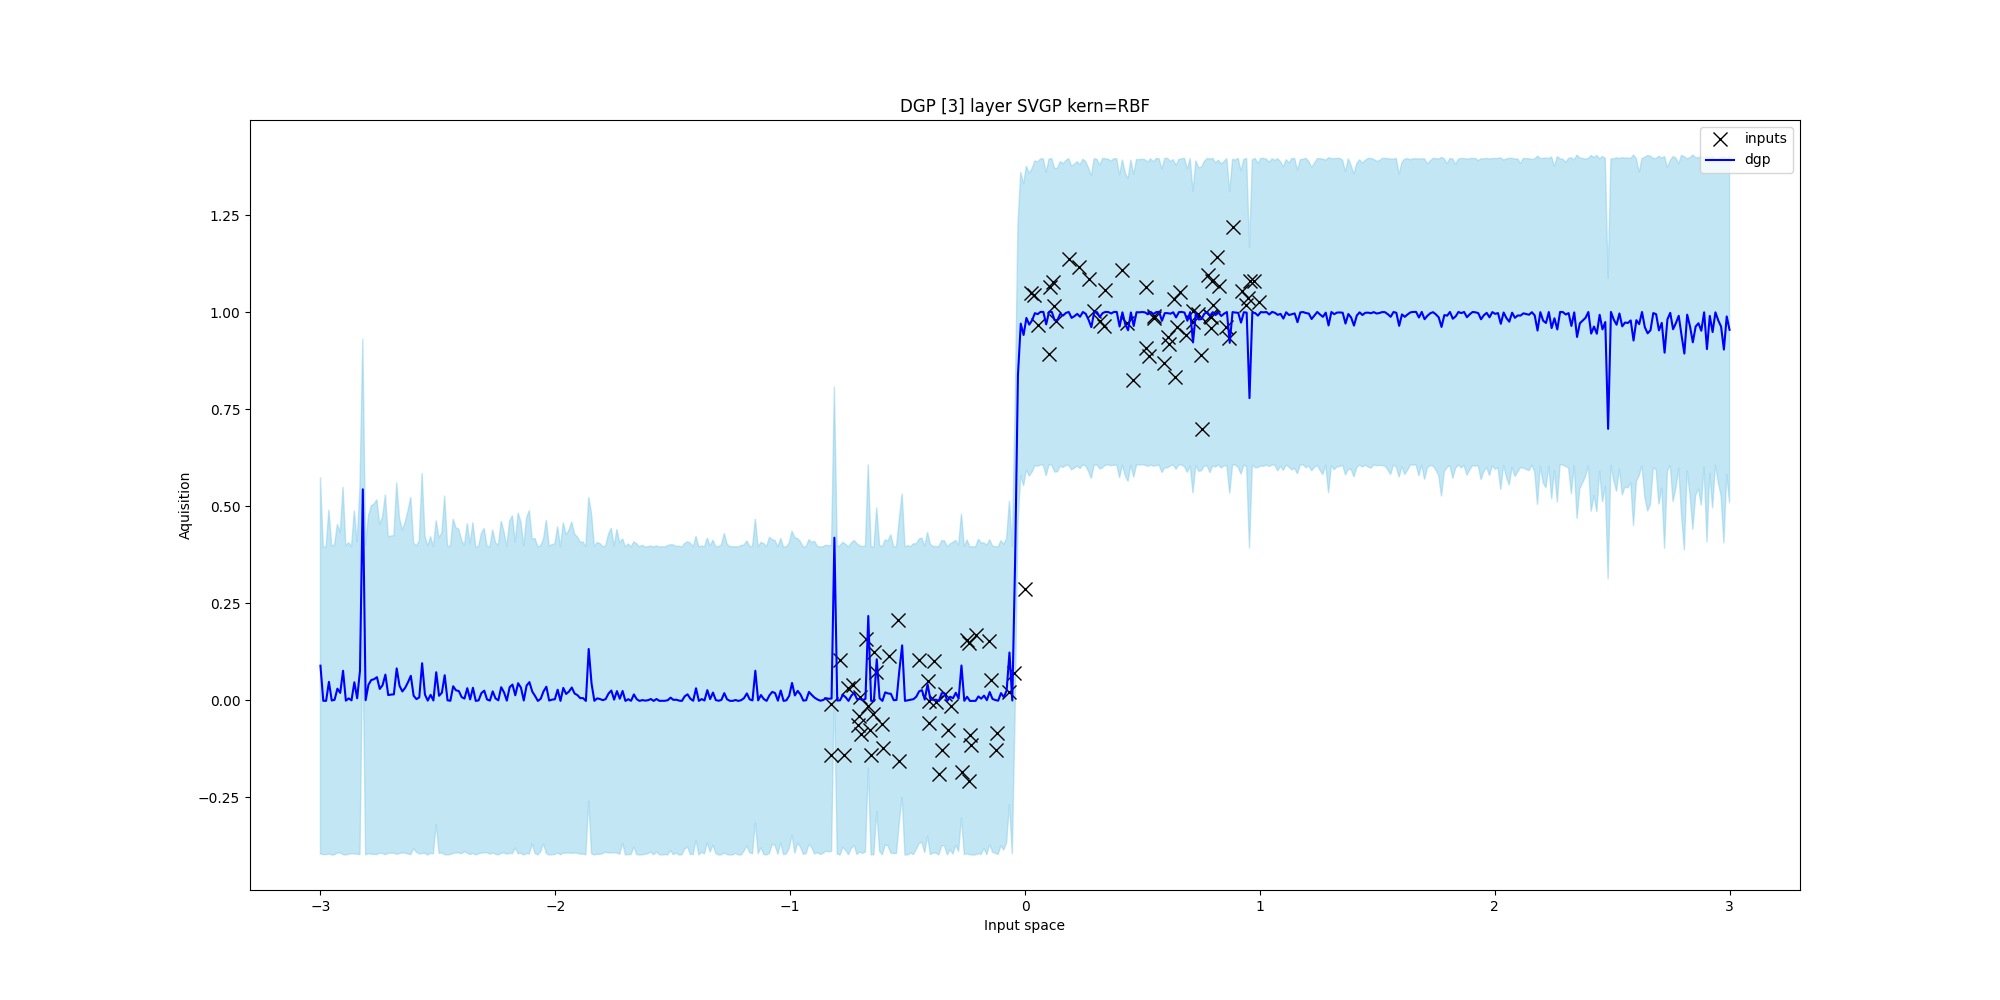 DGP [3] layer SVGP kern=RBF
inputs
dgp
1.25
1.00
0.75
0.50
0.25
0.00
−0.25
Aquisition
−3
−2
−1
0
1
2
3
Input space